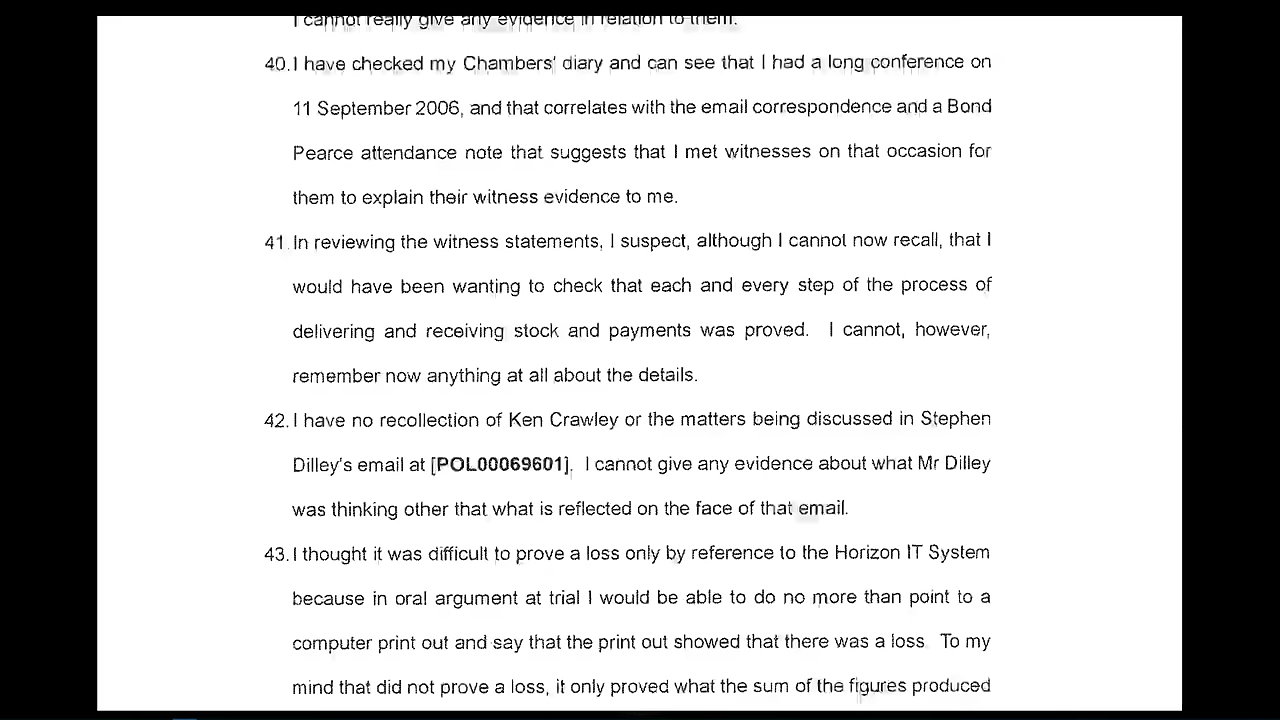 I cannot really give any evidence in relation to them.
40. I have checked my Chambers' diary and can see that I had a long conference on
11 September 2006, and that correlates with the email correspondence and a Bond
Pearce attendance note that suggests that I met witnesses on that occasion for
them to explain their witness evidence to me.
41. In reviewing the witness statements, I suspect, although I cannot now recall, that I
would have been wanting to check that each and every step of the process of
delivering and receiving stock and payments was proved. I cannot, however,
remember now anything at all about the details.
42. I have no recollection of Ken Crawley or the matters being discussed in Stephen
Dilley's email at [POL00069601]. I cannot give any evidence about what Mr Dilley
was thinking other that what is reflected on the face of that email.
43. I thought it was difficult to prove a loss only by reference to the Horizon IT System
because in oral argument at trial I would be able to do no more than point to a
computer print out and say that the print out showed that there was a loss. To my
mind that did not prove a loss, it only proved what the sum of the figures produced